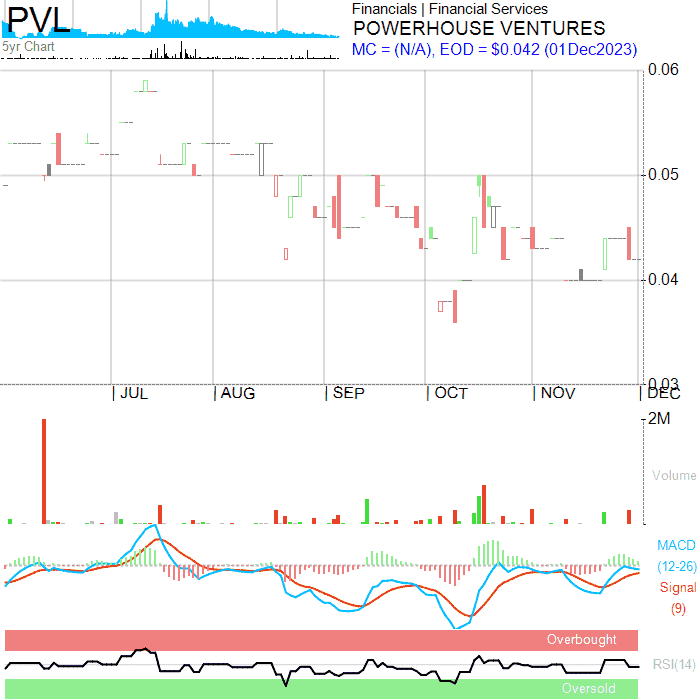 PVL
5yr Chart
Financials | Financial Services
POWERHOUSE VENTURES
MC = (N/A), EOD = $0.042 (01Dec2023)
0.06
0.05
0.04
0.03
JUL AUG SEP OCT NOV DEC
2M
Volume
MACD
(12-26)
Signal
(9)
Overbought
RSI(14)
Oversold